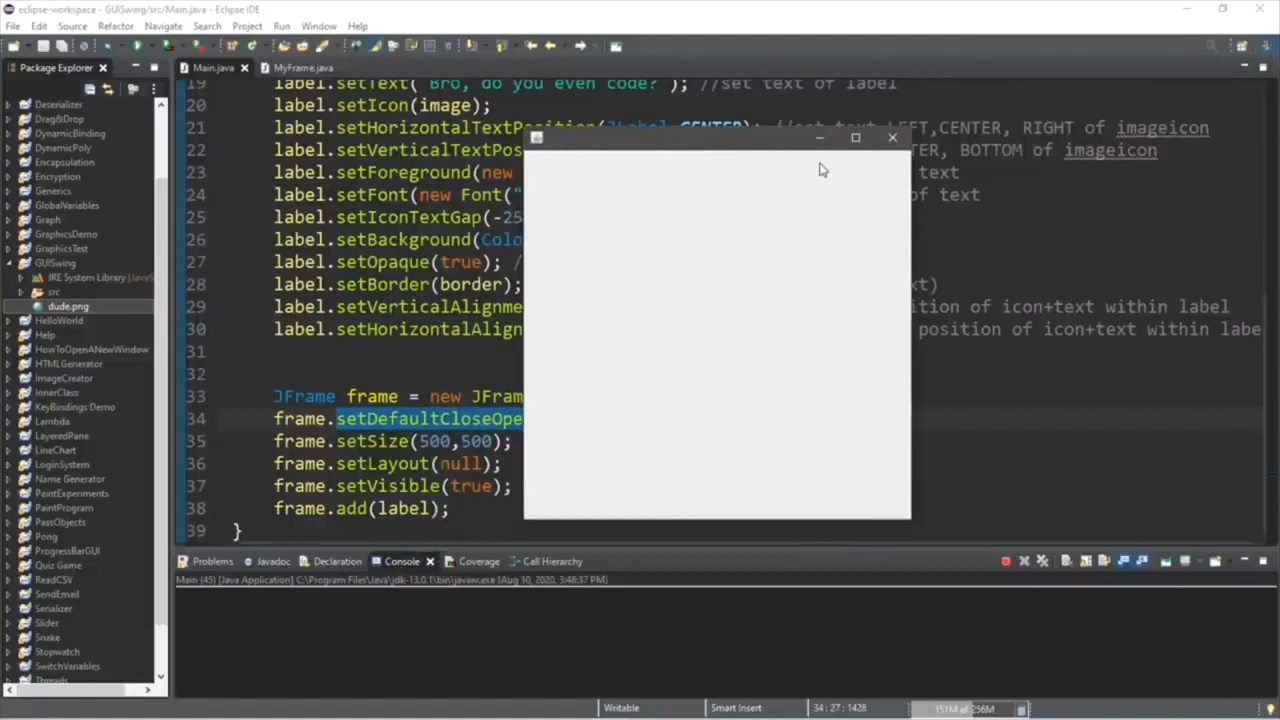 eclipse-workspace - GUISwing/src/Main.java - Eclipse IDE
File Edit Source Refactor Navigate Search Project Run Window Help
Package Explorer
Main.java
MyFrame.java
Deserializer
Drag&Drop
DynamicBinding
DynamicPoly
Encapsulation
Encryption
Generics
GlobalVariables
Graph
GraphicsDemo
GraphicsTest
GUISwing
JRE System Library [JavaS
src
dude.png
HelloWorld
Help
HowToOpenANewWindow
HTMLGenerator
ImageCreator
InnerClass
KeyBindings Demo
Lambda
LayeredPane
LineChart
LoginSystem
Name Generator
PaintExperiments
PaintProgram
PassObjects
Pong
ProgressBarGUI
Quiz Game
ReadCSV
SendEmail
Serializer
Slider
Snake
Stopwatch
SwitchVariables
Threads
19 label.setText("Bro, do you even code?"); //set text of label
20 label.setIcon(image);
21 label.setHorizontalTextPosition(JLabel.CENTER); //set text LEFT,CENTER, RIGHT of imageicon
22 label.setVerticalTextPos TER, BOTTOM of imageicon
23 label.setForeground(new text
24 label.setFont(new Font(" of text
25 label.setIconTextGap(-25
26 label.setBackground(Colo
27 label.setOpaque(true); /
28 label.setBorder(border); t)
29 label.setVerticalAlignme ition of icon+text within label
30 label.setHorizontalAlign position of icon+text within labe
31
32
33 JFrame frame = new JFram
34 frame.setDefaultCloseOpe
35 frame.setSize(500,500);
36 frame.setLayout(null);
37 frame.setVisible(true);
38 frame.add(label);
39 }
Problems Javadoc Declaration Console Coverage Call Hierarchy
Main (45) [Java Application] C:\Program Files\Java\jdk-13.0.1\bin\javaw.exe (Aug 10, 2020, 3:48:37 PM)
Writable Smart Insert 34 : 27 : 1428 151M of 256M